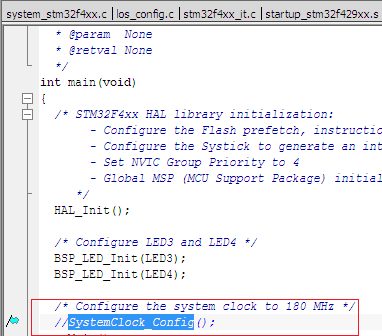 system_stm32f4xx.c los_config.c stm32f4xx_it.c startup_stm32f429xx.s
* @param None
* @retval None
*/
int main(void)
{
/* STM32F4xx HAL library initialization:
- Configure the Flash prefetch, instructio
- Configure the Systick to generate an int
- Set NVIC Group Priority to 4
- Global MSP (MCU Support Package) initial
*/
HAL_Init();
/* Configure LED3 and LED4 */
BSP_LED_Init(LED3);
BSP_LED_Init(LED4);
/* Configure the system clock to 180 MHz */
//SystemClock_Config();